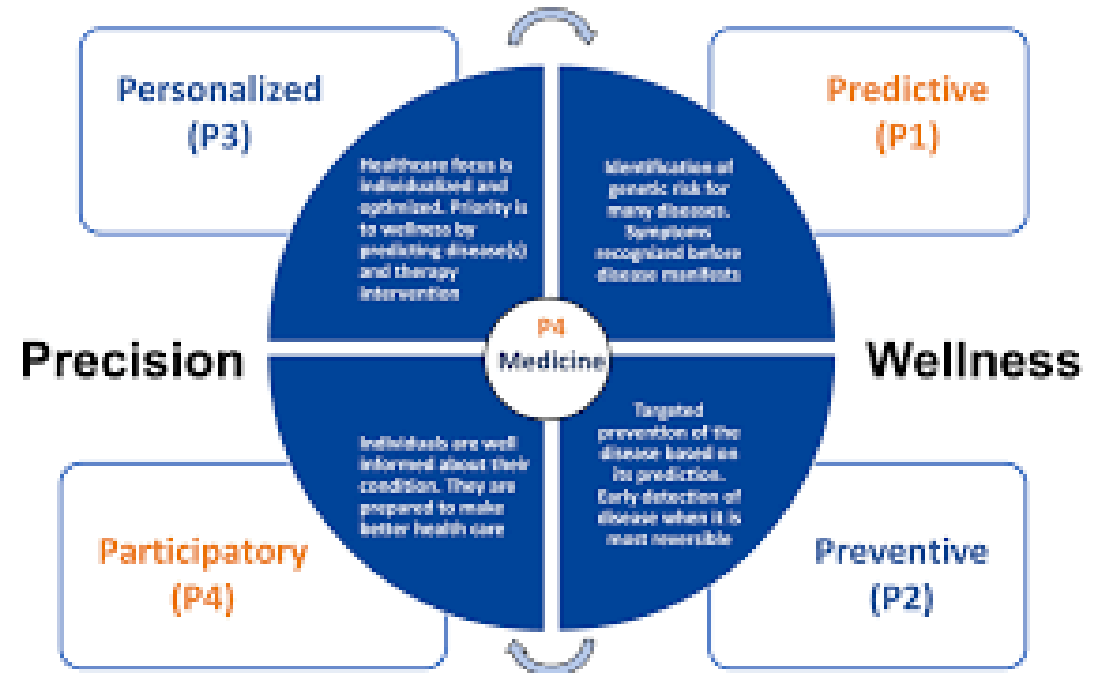 Personalized
(P3)
Predictive
(P1)
Healthcare focus is
individualized and
optimized. Priority is
to wellness by
predicting disease(s)
and therapy
intervention
Identification of
genetic risk for
many diseases.
Symptoms
recognized before
disease manifests
P4
Medicine
Precision
Wellness
Individuals are well
informed about their
condition. They are
prepared to make
better health care
Targeted
prevention of the
disease based on
its prediction.
Early detection of
disease when it is
most reversible
Participatory
(P4)
Preventive
(P2)